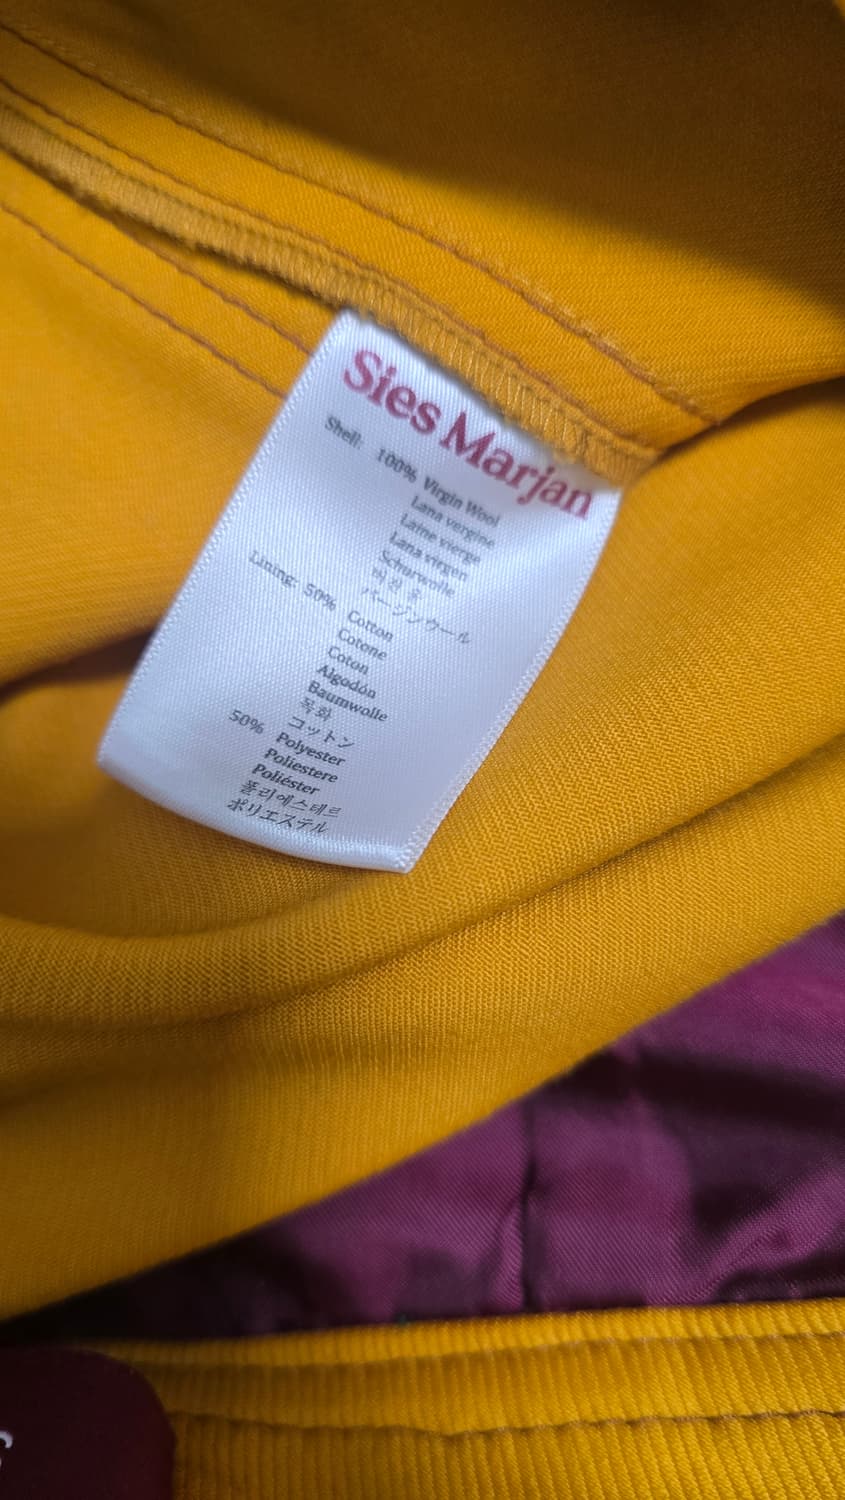 Sies Marjan
Shell: 100% Virgin Wool
Lana vergine
Laine vierge
Lana virgen
Schurwolle
버진 울
バージンウール
Lining: 50% Cotton
Cotone
Coton
Algodón
Baumwolle
목화
コットン
50% Polyester
Poliestere
Poliéster
폴리에스테르
ポリエステル